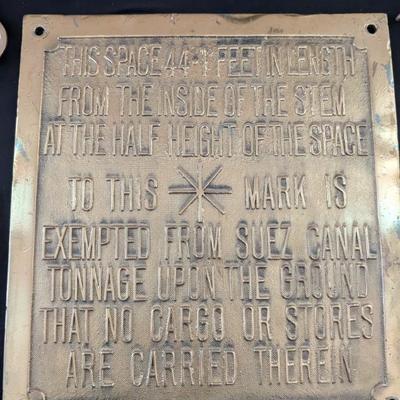 THIS SPACE 44-1 FEET IN LENGTH
FROM THE INSIDE OF THE STEM
AT THE HALF HEIGHT OF THE SPACE
TO THIS MARK IS
EXEMPTED FROM SUEZ CANAL
TONNAGE UPON THE GROUND
THAT NO CARGO OR STORES
ARE CARRIED THEREIN